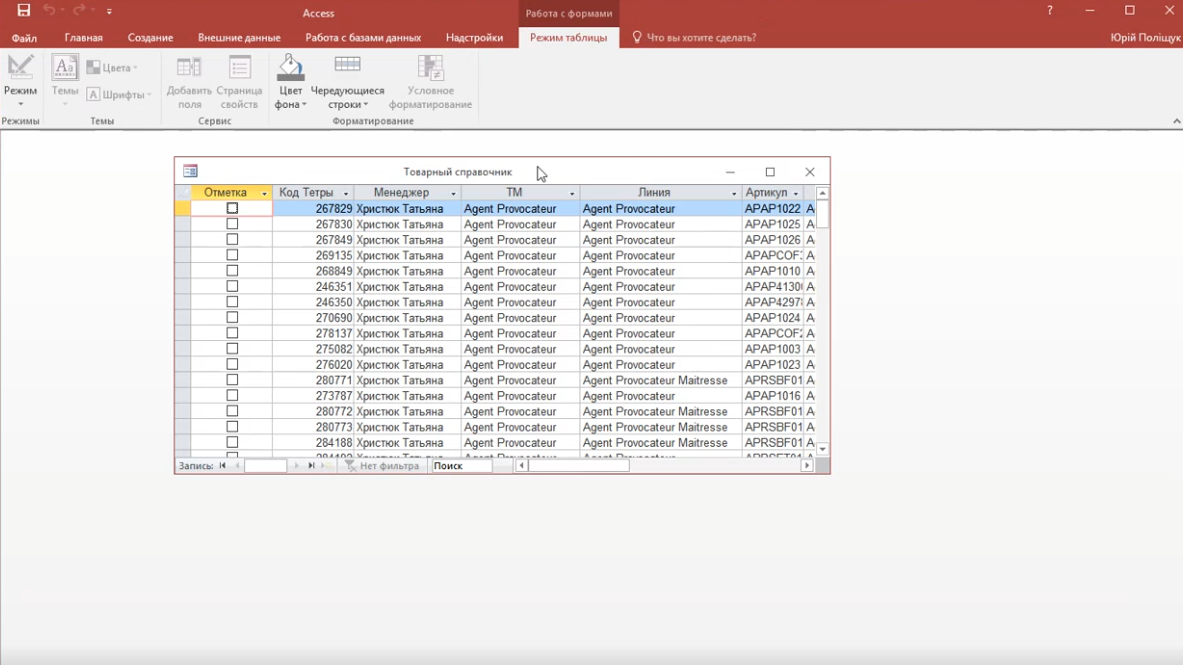 Access
Работа с формами
?
Файл Главная Создание Внешние данные Работа с базами данных Надстройки Режим таблицы Что вы хотите сделать? Юрій Поліщук
Режим
Режимы
Аа
Темы
Цвета
А Шрифты
Темы
Добавить поля
Страница свойств
Сервис
Цвет фона
Чередующиеся строки
Условное форматирование
Форматирование
Товарный справочник
Отметка Код Тетры Менеджер ТМ Линия Артикул
267829 Христюк Татьяна Agent Provocateur Agent Provocateur APAP1022 A
267830 Христюк Татьяна Agent Provocateur Agent Provocateur APAP1025 A
267849 Христюк Татьяна Agent Provocateur Agent Provocateur APAP1026 A
269135 Христюк Татьяна Agent Provocateur Agent Provocateur APAPCOF
268849 Христюк Татьяна Agent Provocateur Agent Provocateur APAP1010 A
246351 Христюк Татьяна Agent Provocateur Agent Provocateur APAP4130 A
246350 Христюк Татьяна Agent Provocateur Agent Provocateur APAP4297 A
270690 Христюк Татьяна Agent Provocateur Agent Provocateur APAP1024 A
278137 Христюк Татьяна Agent Provocateur Agent Provocateur APAPCOF A
275082 Христюк Татьяна Agent Provocateur Agent Provocateur APAP1003 A
276020 Христюк Татьяна Agent Provocateur Agent Provocateur APAP1023 A
280771 Христюк Татьяна Agent Provocateur Agent Provocateur Maitresse APRSBF01 A
273787 Христюк Татьяна Agent Provocateur Agent Provocateur APAP1016 A
280772 Христюк Татьяна Agent Provocateur Agent Provocateur Maitresse APRSBF01 A
280773 Христюк Татьяна Agent Provocateur Agent Provocateur Maitresse APRSBF01 A
284188 Христюк Татьяна Agent Provocateur Agent Provocateur Maitresse APRSBF01 A
Запись: Нет фильтра Поиск